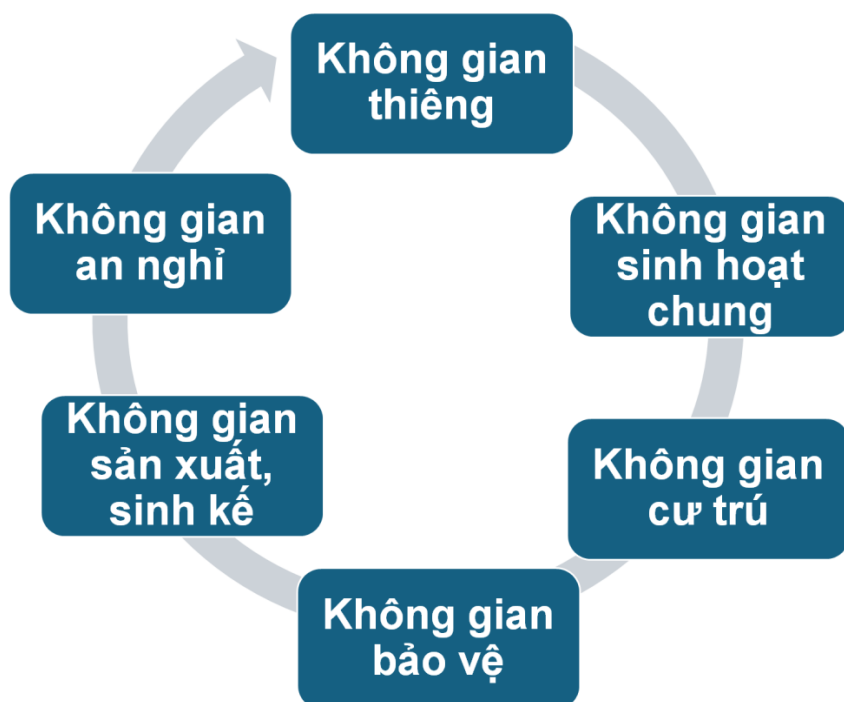 Không gian
thiêng
Không gian
sinh hoạt
chung
Không gian
cư trú
Không gian
bảo vệ
Không gian
sản xuất,
sinh kế
Không gian
an nghỉ